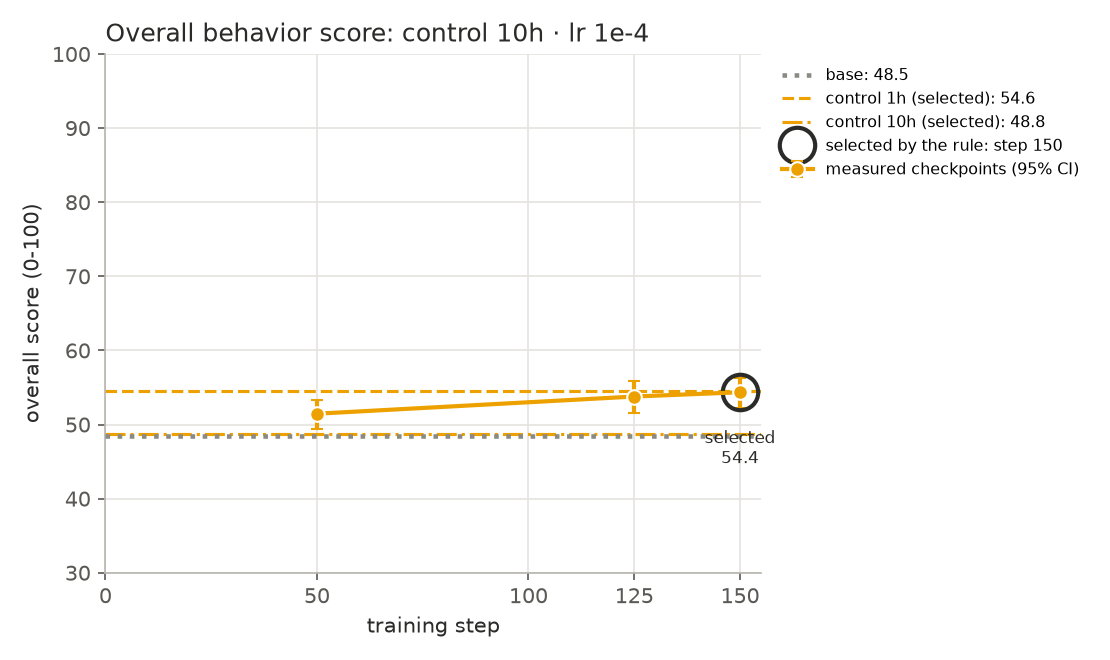 Overall behavior score: control 10h · lr 1e-4
base: 48.5
control 1h (selected): 54.6
control 10h (selected): 48.8
selected by the rule: step 150
measured checkpoints (95% CI)
overall score (0-100)
100
90
80
70
60
50
40
30
selected
54.4
0
50
100
125
150
training step